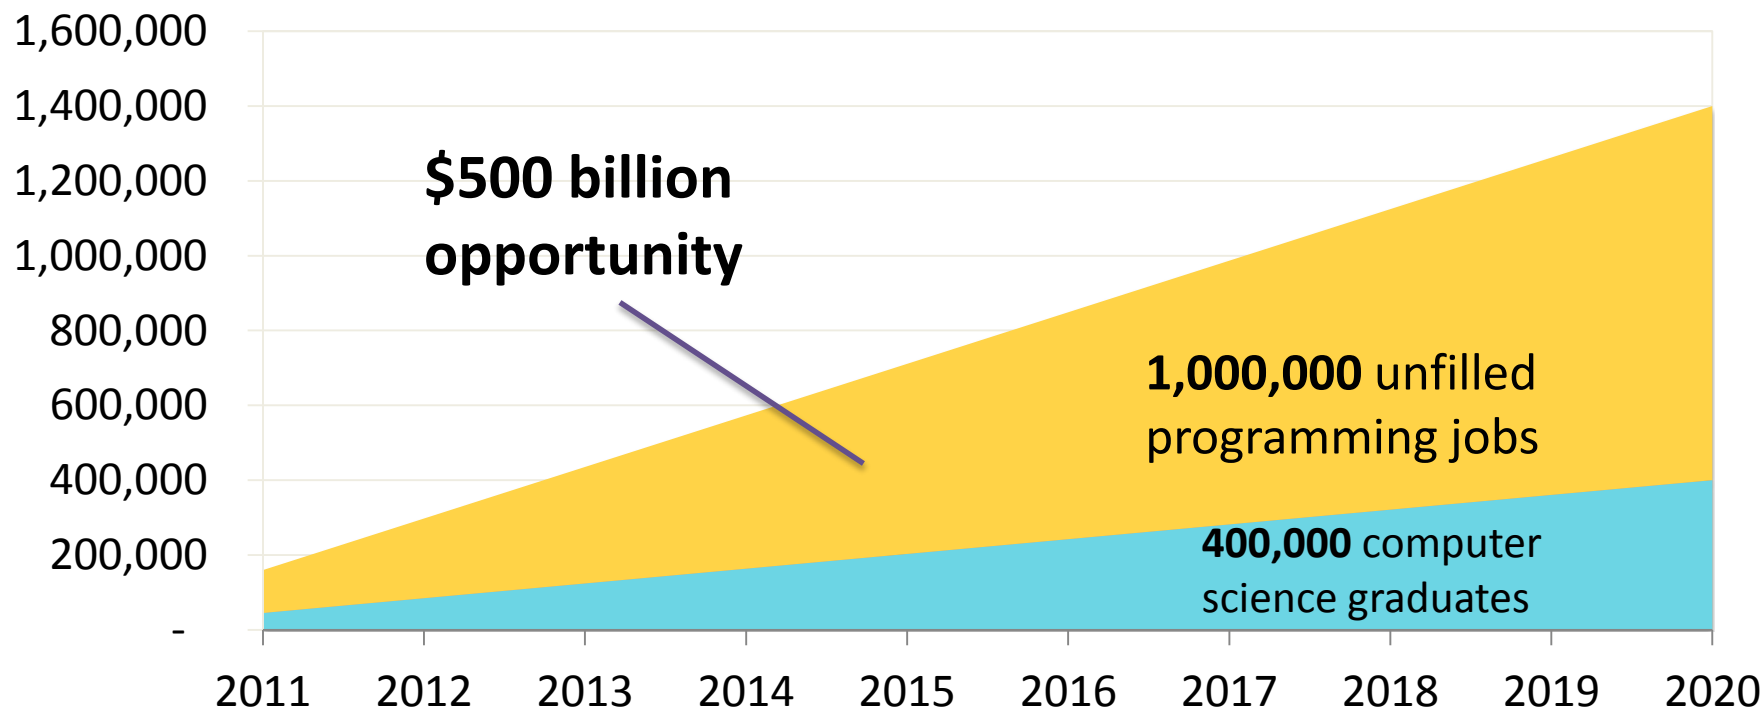 1,600,000
1,400,000
1,200,000
1,000,000
800,000
600,000
400,000
200,000
-
$500 billion
opportunity
1,000,000 unfilled
programming jobs
400,000 computer
science graduates
2011 2012 2013 2014 2015 2016 2017 2018 2019 2020